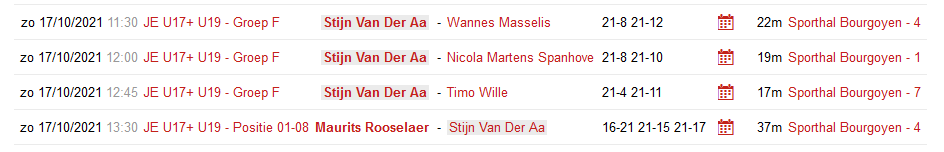 zo 17/10/2021 11:30 JE U17+ U19 - Groep F Stijn Van Der Aa - Wannes Masselis 21-8 21-12 22m Sporthal Bourgoyen - 4
zo 17/10/2021 12:00 JE U17+ U19 - Groep F Stijn Van Der Aa - Nicola Martens Spanhove 21-8 21-10 19m Sporthal Bourgoyen - 1
zo 17/10/2021 12:45 JE U17+ U19 - Groep F Stijn Van Der Aa - Timo Wille 21-4 21-11 17m Sporthal Bourgoyen - 7
zo 17/10/2021 13:30 JE U17+ U19 - Positie 01-08 Maurits Rooselaer - Stijn Van Der Aa 16-21 21-15 21-17 37m Sporthal Bourgoyen - 4